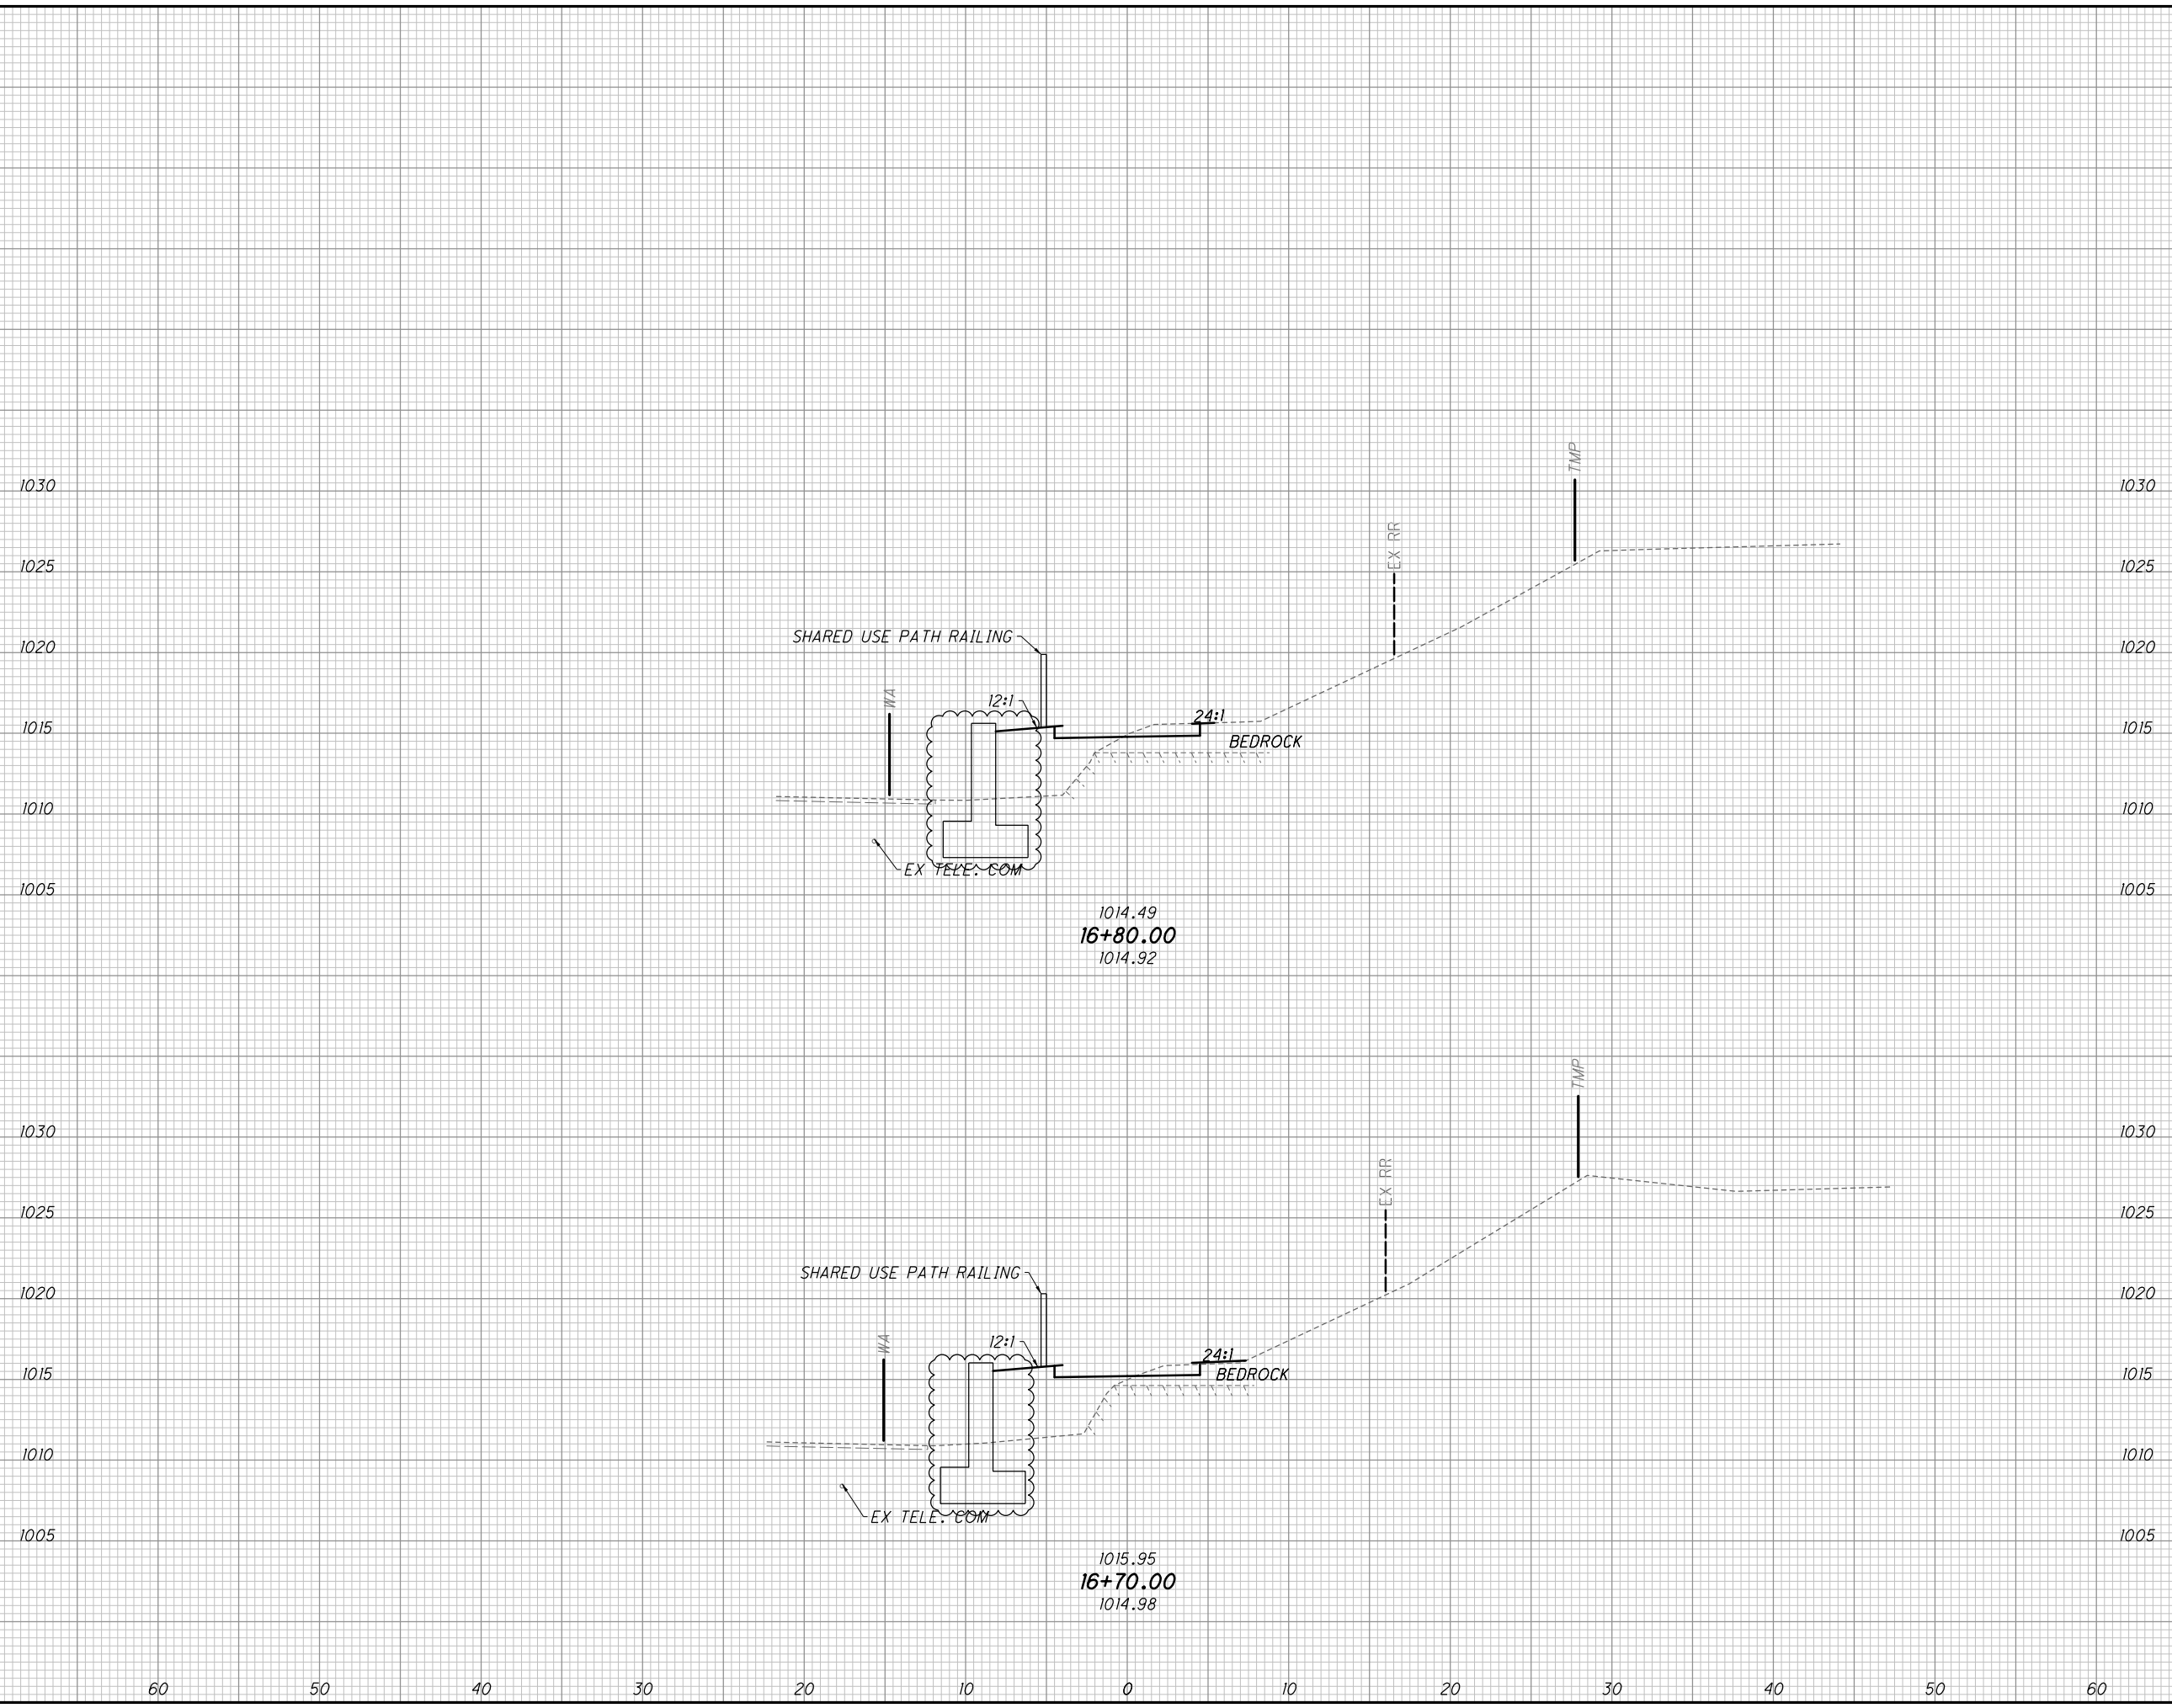 TMP
1030 1030
EX RR
1025 1025
SHARED USE PATH RAILING
1020 1020
WA
12:1
24:1
1015 1015
BEDROCK
1010 1010
EX TELE. COM
1005 1005
1014.49
16+80.00
1014.92
TMP
1030 1030
EX RR
1025 1025
SHARED USE PATH RAILING
1020 1020
WA
12:1
24:1
1015 1015
BEDROCK
1010 1010
EX TELE. COM
1005 1005
1015.95
16+70.00
1014.98
60 50 40 30 20 10 0 10 20 30 40 50 60